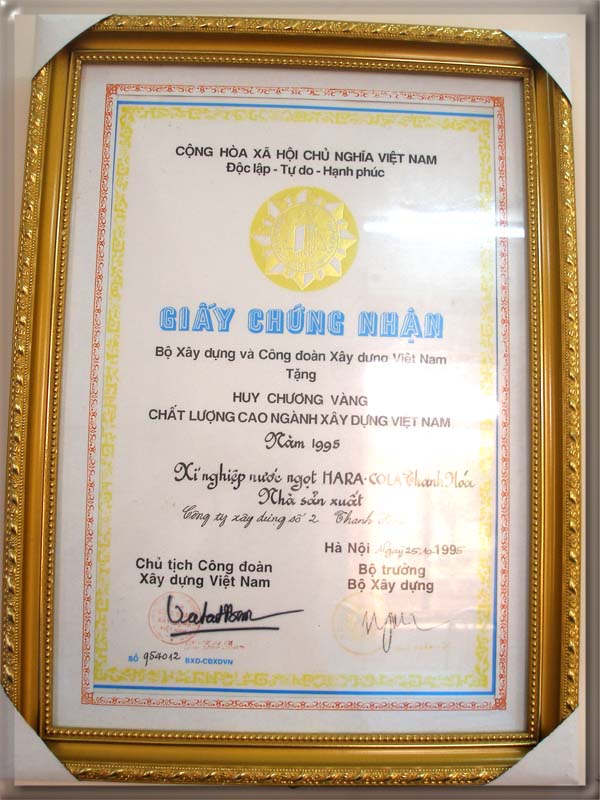 CỘNG HÒA XÃ HỘI CHỦ NGHĨA VIỆT NAM
Độc lập - Tự do - Hạnh phúc
GIẤY CHỨNG NHẬN
Bộ Xây dựng và Công đoàn Xây dựng Việt Nam
Tặng
HUY CHƯƠNG VÀNG
CHẤT LƯỢNG CAO NGÀNH XÂY DỰNG VIỆT NAM
Năm 1995
Xí nghiệp nước ngọt HARA-COLA Thanh Hóa
Nhà sản xuất
Công ty xây dựng số 2 Thanh
Hà Nội Ngày 25.10.1995
Chủ tịch Công đoàn
Xây dựng Việt Nam
Bộ trưởng
Bộ Xây dựng
SỐ 954012 BXD-CĐXDVN